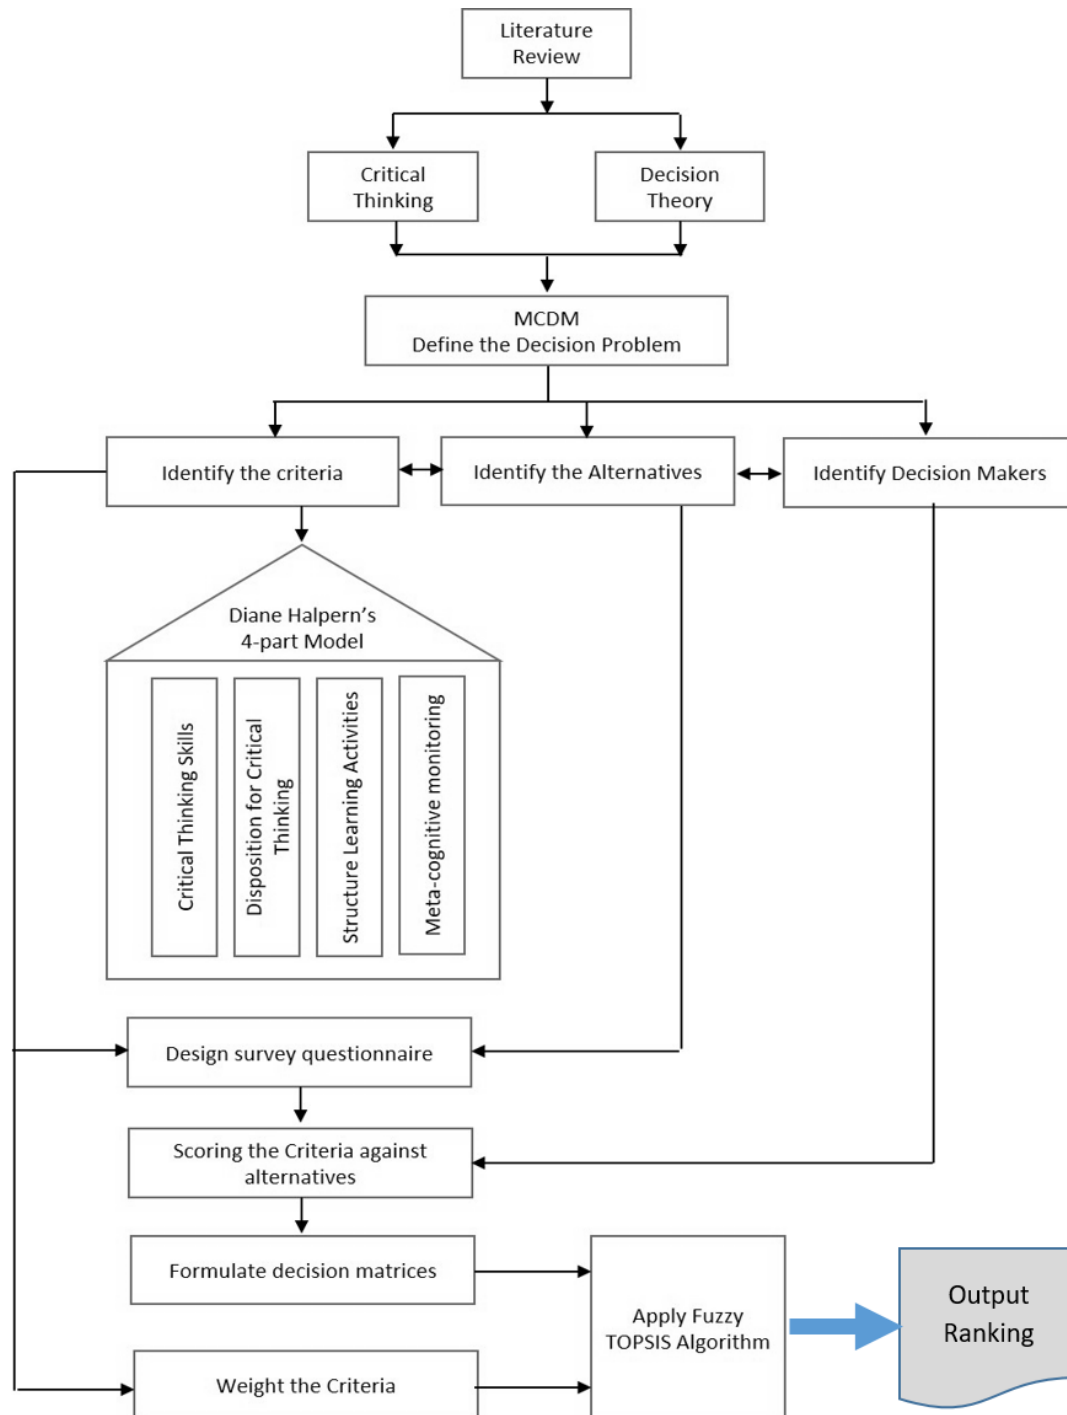 Literature
Review
Critical
Thinking
Decision
Theory
MCDM
Define the Decision Problem
Identify the criteria
Identify the Alternatives
Identify Decision Makers
Diane Halpern's
4-part Model
Critical Thinking Skills
Disposition for Critical
Thinking
Structure Learning Activities
Meta-cognitive monitoring
Design survey questionnaire
Scoring the Criteria against
alternatives
Formulate decision matrices
Apply Fuzzy
TOPSIS Algorithm
Output
Ranking
Weight the Criteria